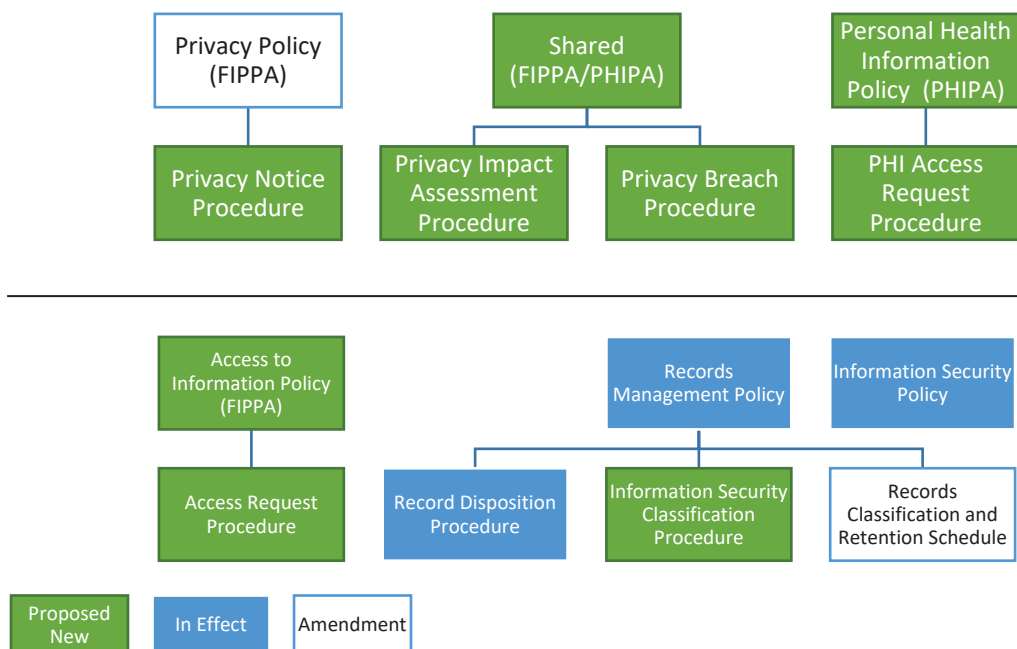 Privacy Policy
(FIPPA)
Shared
(FIPPA/PHIPA)
Personal Health
Information
Policy (PHIPA)
Privacy Notice
Procedure
Privacy Impact
Assessment
Procedure
Privacy Breach
Procedure
PHI Access
Request
Procedure
Access to
Information Policy
(FIPPA)
Records
Management Policy
Information Security
Policy
Access Request
Procedure
Record Disposition
Procedure
Information Security
Classification
Procedure
Records
Classification and
Retention Schedule
Proposed
New
In Effect
Amendment